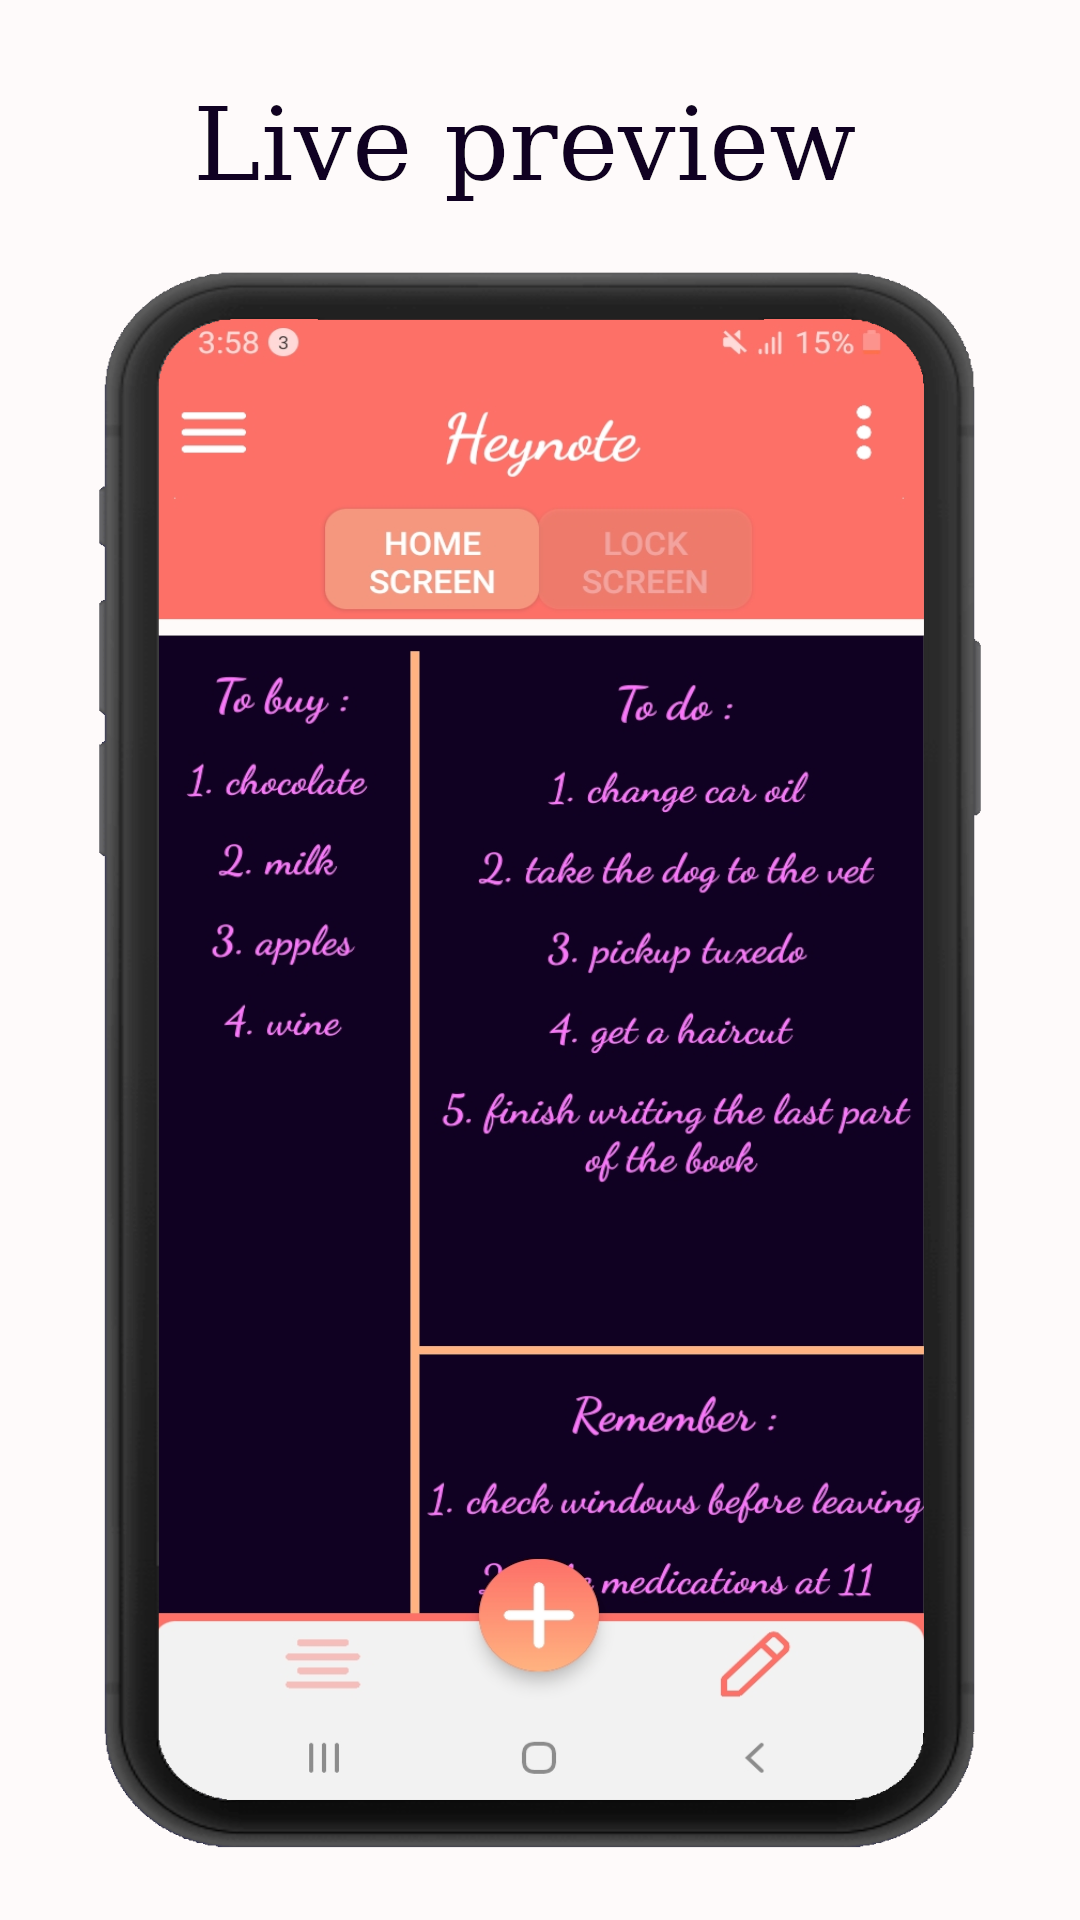 Live preview
3:58 3 15%
Heynote
HOME
SCREEN
LOCK
SCREEN
To buy :
1. chocolate
2. milk
3. apples
4. wine
To do :
1. change car oil
2. take the dog to the vet
3. pickup tuxedo
4. get a haircut
5. finish writing the last part
of the book
Remember :
1. check windows before leaving
2. medications at 11